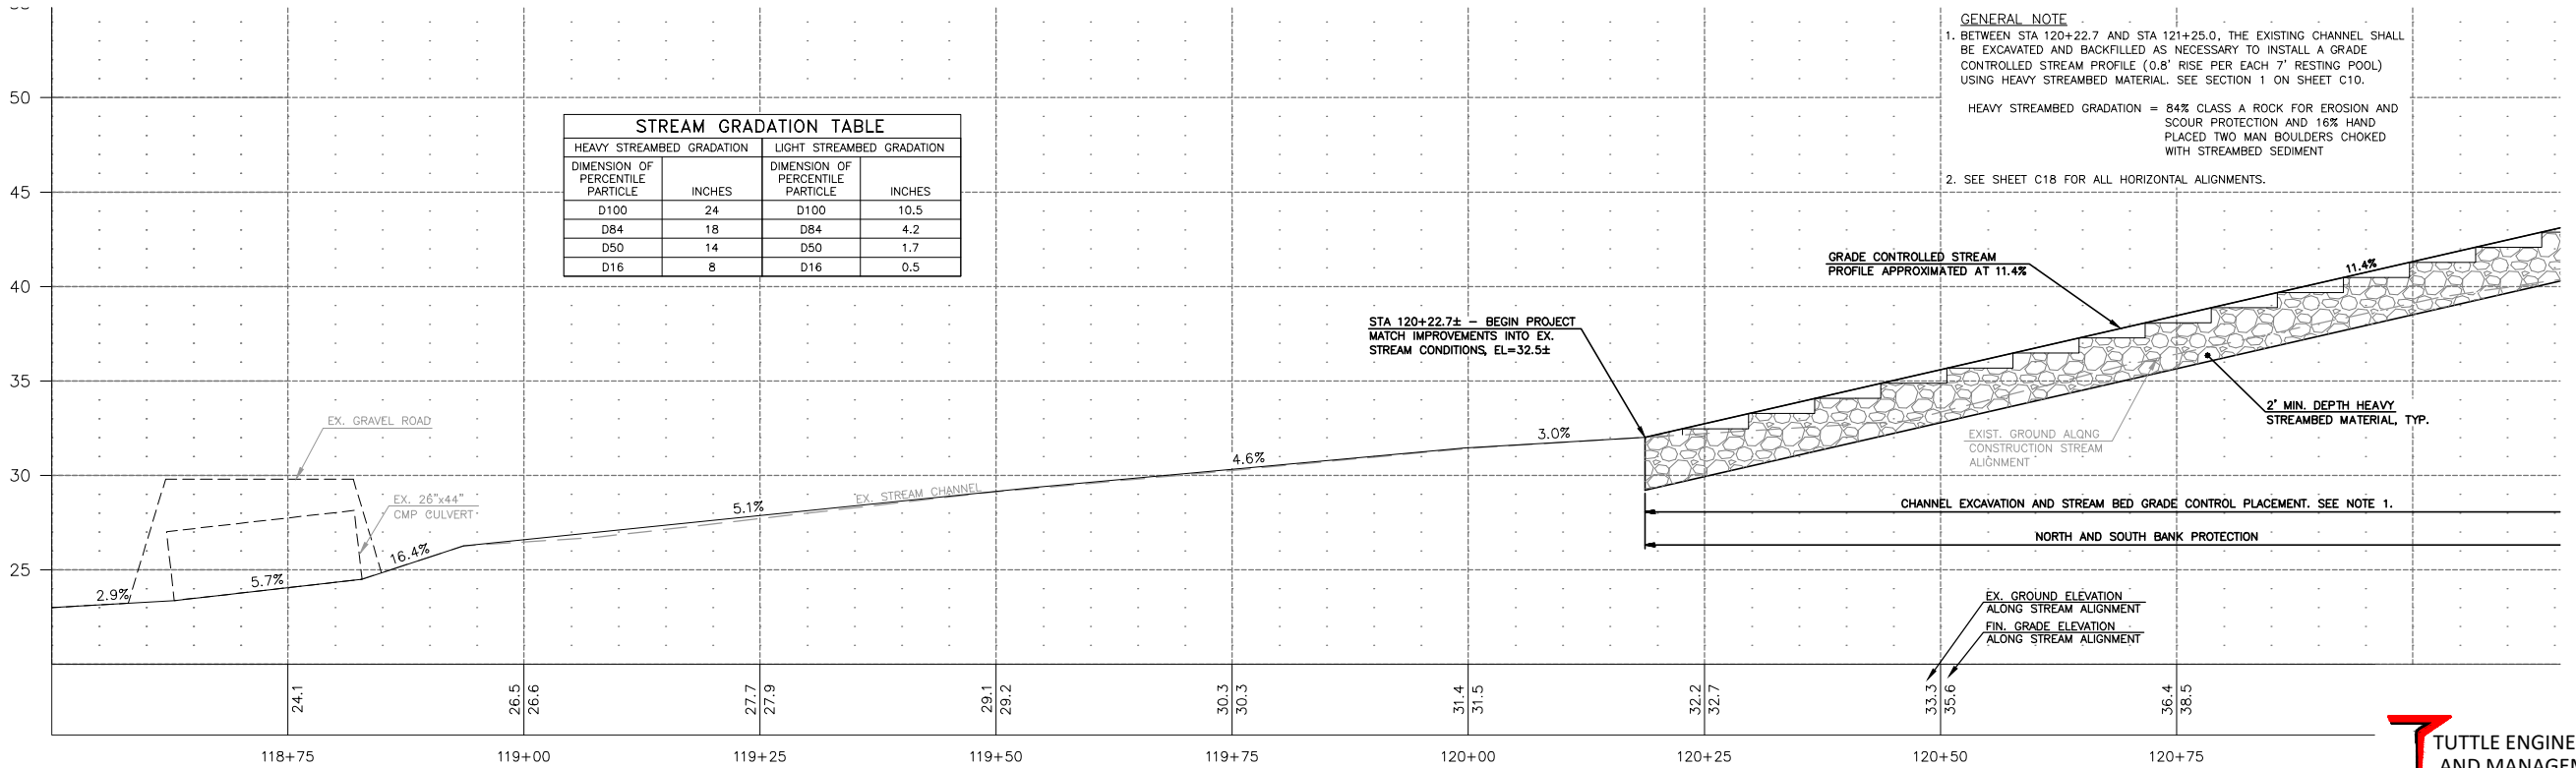 GENERAL NOTE
1. BETWEEN STA 120+22.7 AND STA 121+25.0, THE EXISTING CHANNEL SHALL
BE EXCAVATED AND BACKFILLED AS NECESSARY TO INSTALL A GRADE
CONTROLLED STREAM PROFILE (0.8' RISE PER EACH 7' RESTING POOL)
USING HEAVY STREAMBED MATERIAL. SEE SECTION 1 ON SHEET C10.
HEAVY STREAMBED GRADATION = 84% CLASS A ROCK FOR EROSION AND
SCOUR PROTECTION AND 16% HAND
PLACED TWO MAN BOULDERS CHOKED
WITH STREAMBED SEDIMENT
2. SEE SHEET C18 FOR ALL HORIZONTAL ALIGNMENTS.
50
45
40
35
30
25
STREAM GRADATION TABLE
HEAVY STREAMBED GRADATION LIGHT STREAMBED GRADATION
DIMENSION OF PERCENTILE PARTICLE INCHES DIMENSION OF PERCENTILE PARTICLE INCHES
D100 24 D100 10.5
D84 18 D84 4.2
D50 14 D50 1.7
D16 8 D16 0.5
GRADE CONTROLLED STREAM
PROFILE APPROXIMATED AT 11.4%
11.4%
STA 120+22.7± – BEGIN PROJECT
MATCH IMPROVEMENTS INTO EX.
STREAM CONDITIONS, EL=32.5±
2' MIN. DEPTH HEAVY
STREAMBED MATERIAL, TYP.
EXIST. GROUND ALONG
CONSTRUCTION STREAM
ALIGNMENT
EX. GRAVEL ROAD
EX. 26"x44"
CMP CULVERT
EX. STREAM CHANNEL
2.9%
5.7%
16.4%
5.1%
4.6%
3.0%
CHANNEL EXCAVATION AND STREAM BED GRADE CONTROL PLACEMENT. SEE NOTE 1.
NORTH AND SOUTH BANK PROTECTION
EX. GROUND ELEVATION
ALONG STREAM ALIGNMENT
FIN. GRADE ELEVATION
ALONG STREAM ALIGNMENT
24.1
26.5
26.6
27.7
27.9
29.1
29.2
30.3
30.3
31.4
31.5
32.2
32.7
33.3
35.6
36.4
38.5
118+75 119+00 119+25 119+50 119+75 120+00 120+25 120+50 120+75
TUTTLE ENGINE
AND MANAGEM